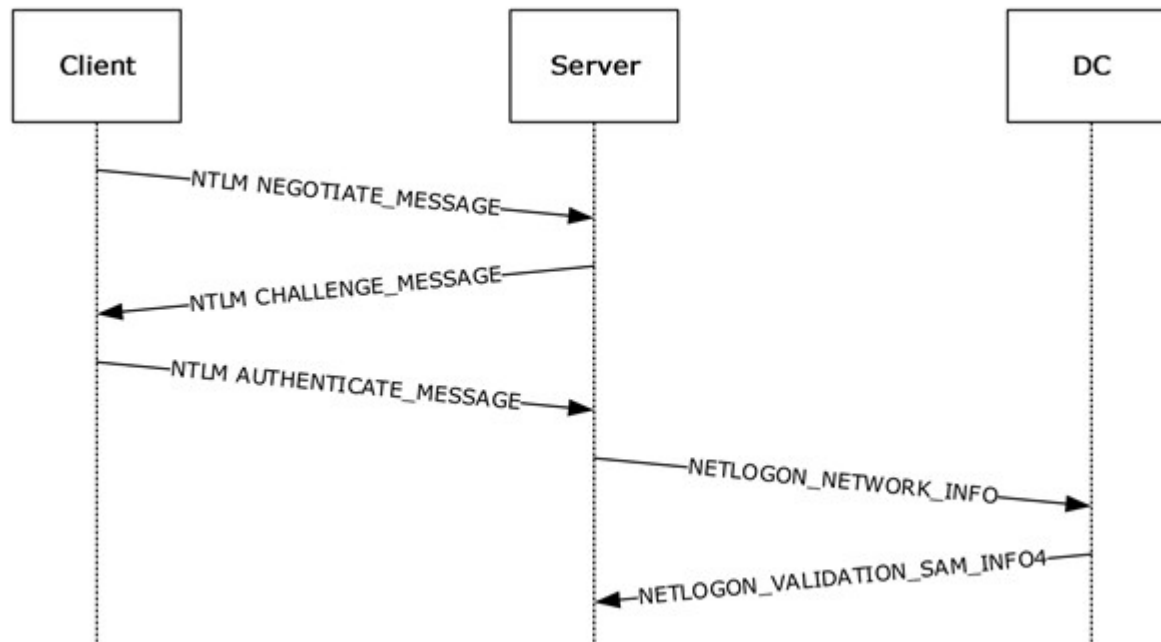 Client
Server
DC
NTLM NEGOTIATE_MESSAGE
NTLM CHALLENGE_MESSAGE
NTLM AUTHENTICATE_MESSAGE
NETLOGON_NETWORK_INFO
NETLOGON_VALIDATION_SAM_INFO4